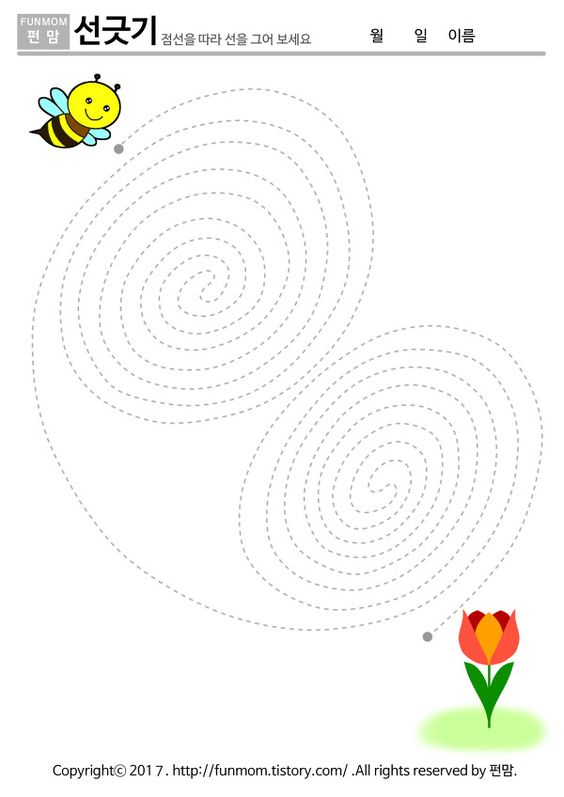 FUNMOM
펀 맘
선긋기 점선을 따라 선을 그어 보세요 월 일 이름
Copyrightⓒ 2017. http://funmom.tistory.com/ .All rights reserved by 펀맘.